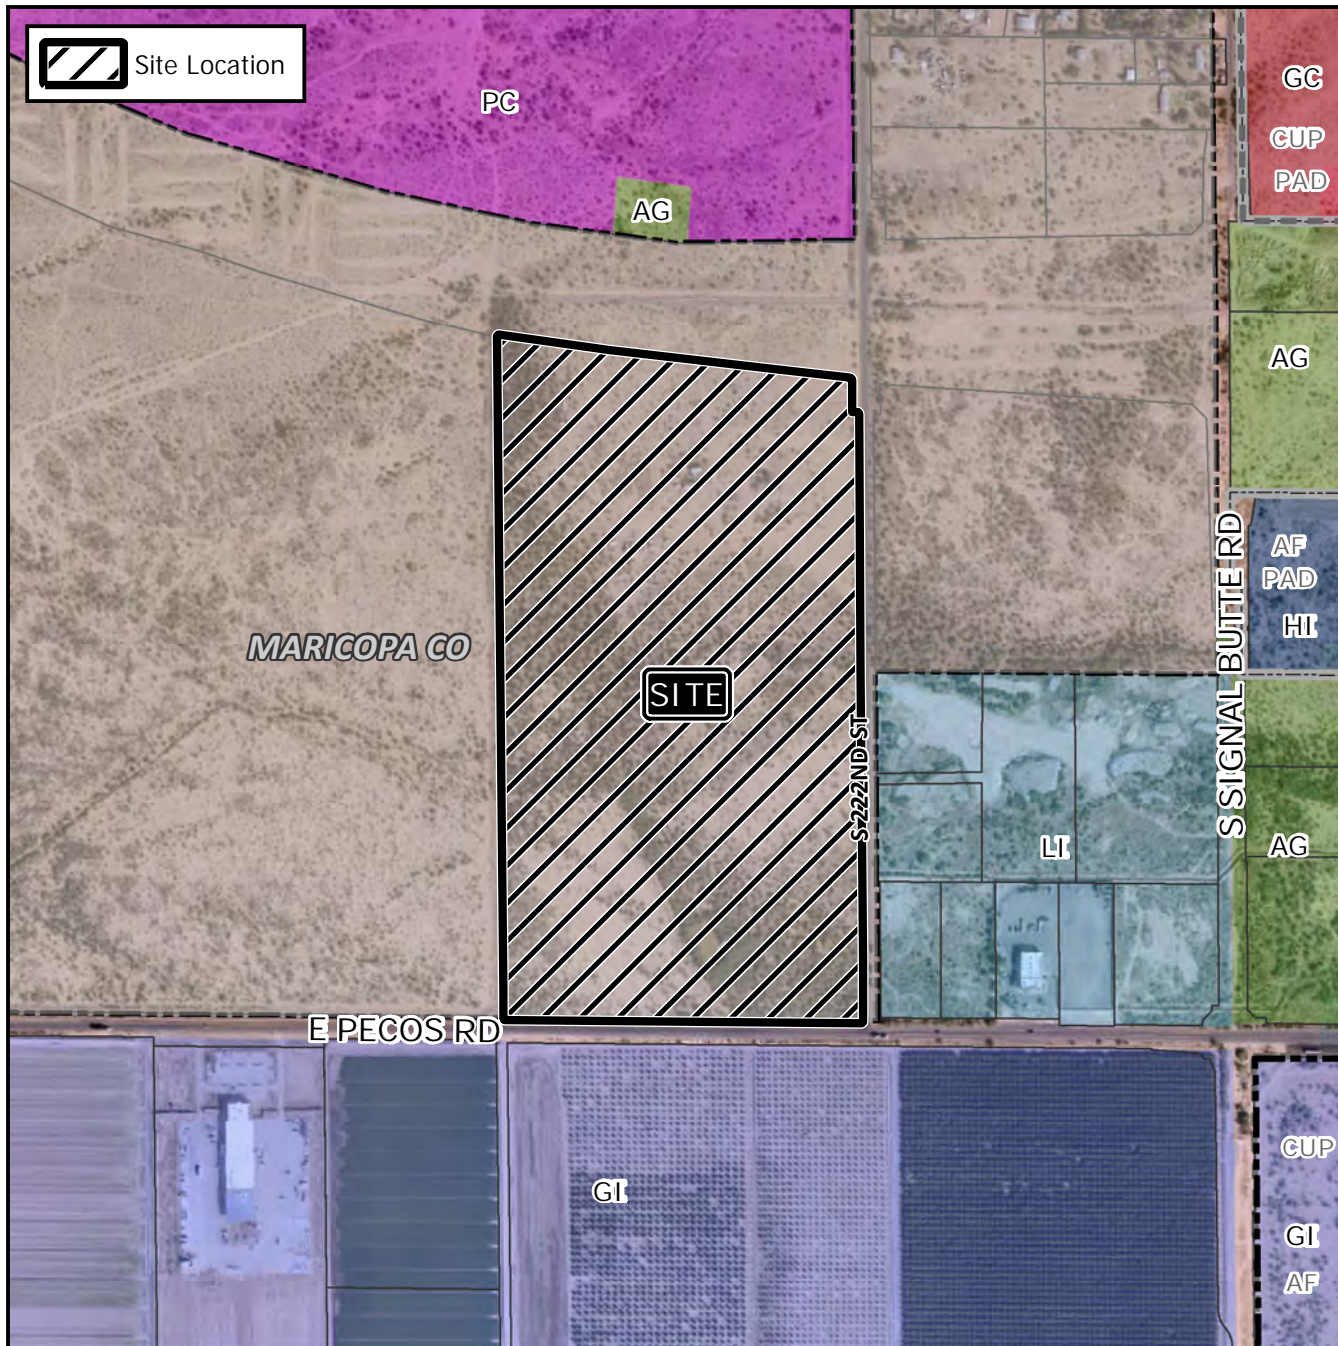 Site Location
PC
GC
CUP
PAD
AG
AG
AF
PAD
HI
S SIGNAL BUTTE RD
MARICOPA CO
SITE
S 222ND ST
LI
AG
E PECOS RD
CUP
GI
GI
AF